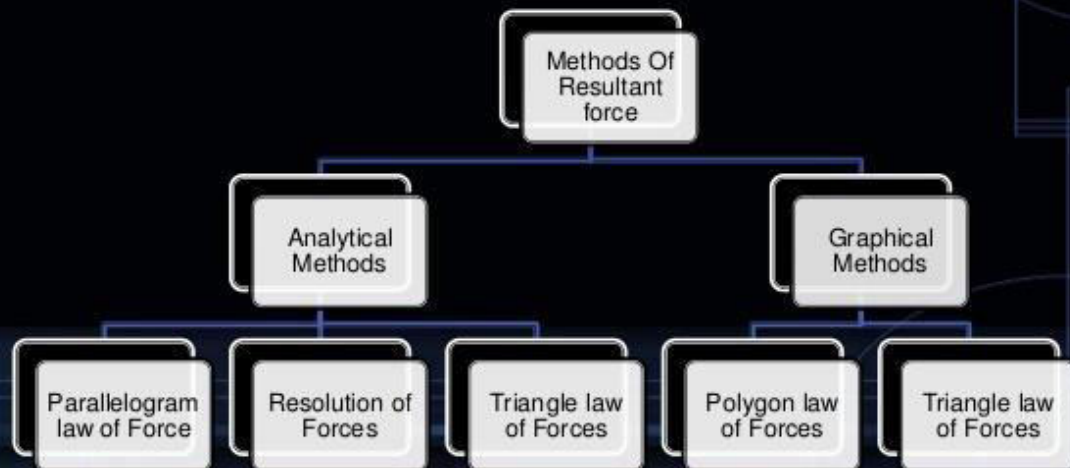 Methods Of
Resultant
force
Analytical
Methods
Graphical
Methods
Parallelogram
law of Force
Resolution of
Forces
Triangle law
of Forces
Polygon law
of Forces
Triangle law
of Forces